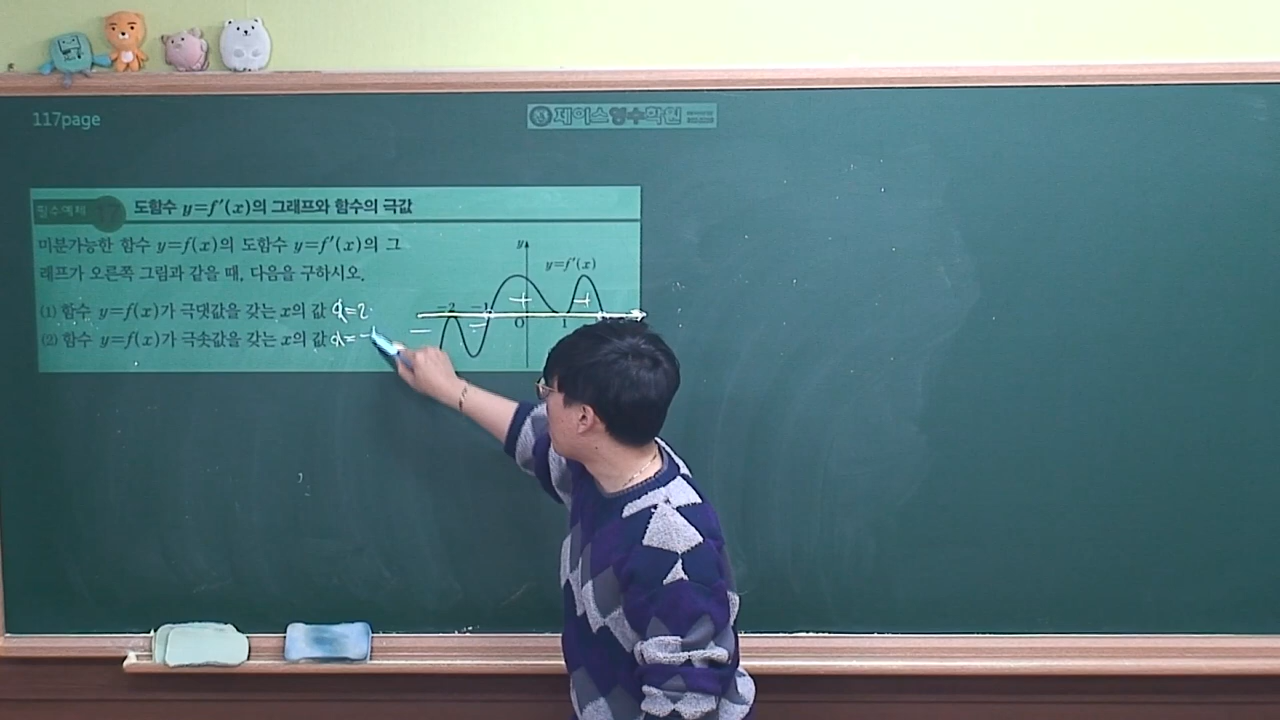 117page
제이스영수학원
필수예제 17 도함수 y=f′(x)의 그래프와 함수의 극값
미분가능한 함수 y=f(x)의 도함수 y=f′(x)의 그
래프가 오른쪽 그림과 같을 때, 다음을 구하시오.
(1) 함수 y=f(x)가 극댓값을 갖는 x의 값 x=2
(2) 함수 y=f(x)가 극솟값을 갖는 x의 값 x=-1
y
y=f′(x)
+ +
-2 -1 O 1
- -